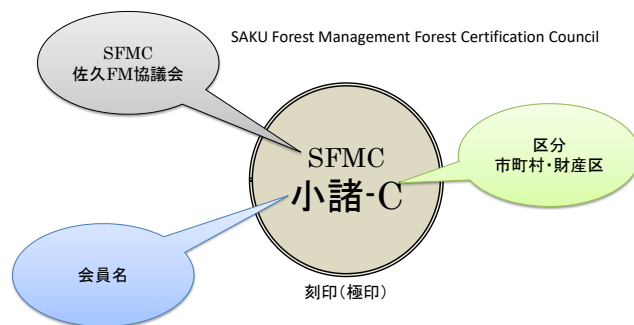 SFMC
佐久FM協議会
SAKU Forest Management Forest Certification Council
SFMC
小諸-C
区分
市町村・財産区
会員名
刻印（極印）